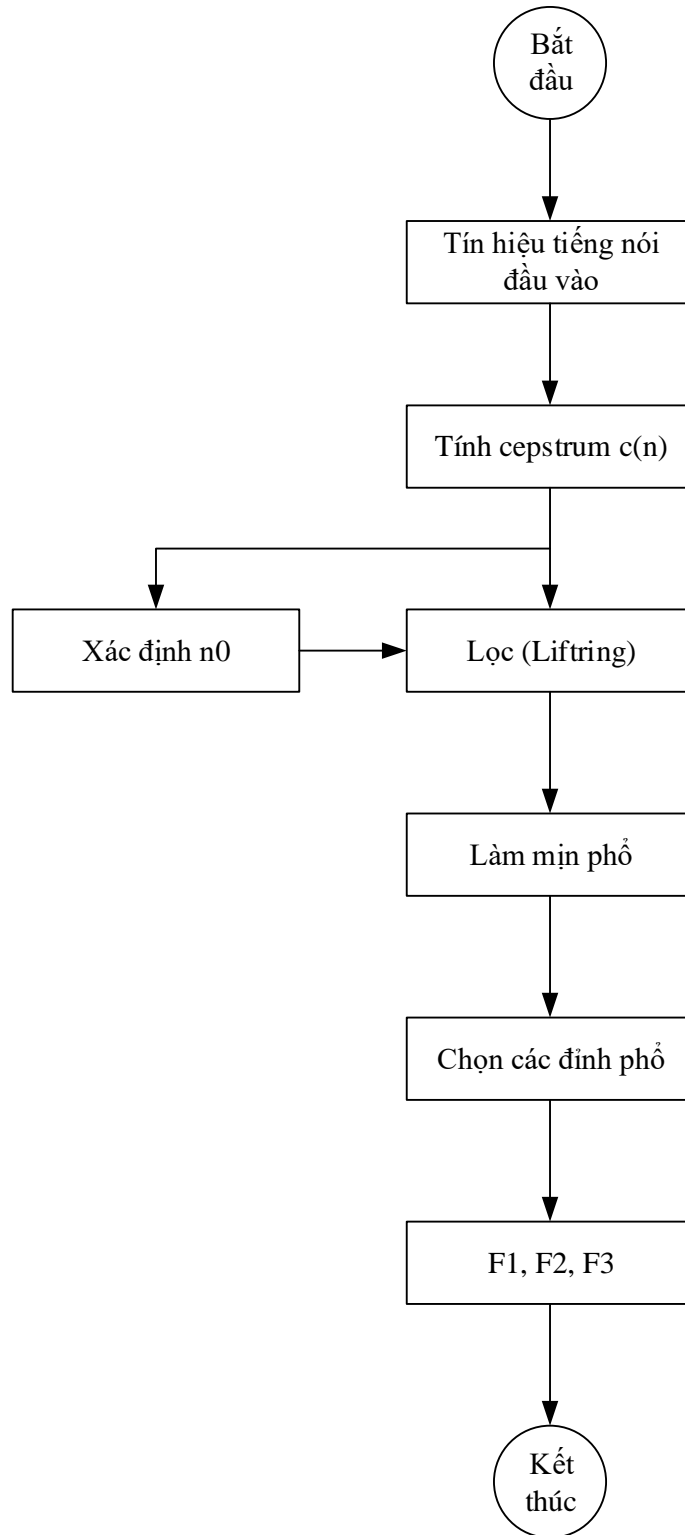 Bắt
đầu
Tín hiệu tiếng nói
đầu vào
Tính cepstrum c(n)
Xác định n0
Lọc (Liftring)
Làm mịn phổ
Chọn các đỉnh phổ
F1, F2, F3
Kết
thúc